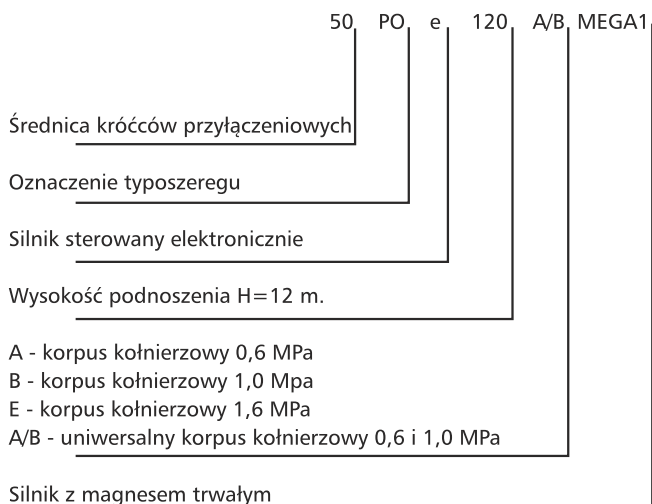 50 PO e 120 A/B MEGA1
Średnica króćców przyłączeniowych
Oznaczenie typoszeregu
Silnik sterowany elektronicznie
Wysokość podnoszenia H=12 m.
A - korpus kołnierzowy 0,6 MPa
B - korpus kołnierzowy 1,0 Mpa
E - korpus kołnierzowy 1,6 MPa
A/B - uniwersalny korpus kołnierzowy 0,6 i 1,0 MPa
Silnik z magnesem trwałym